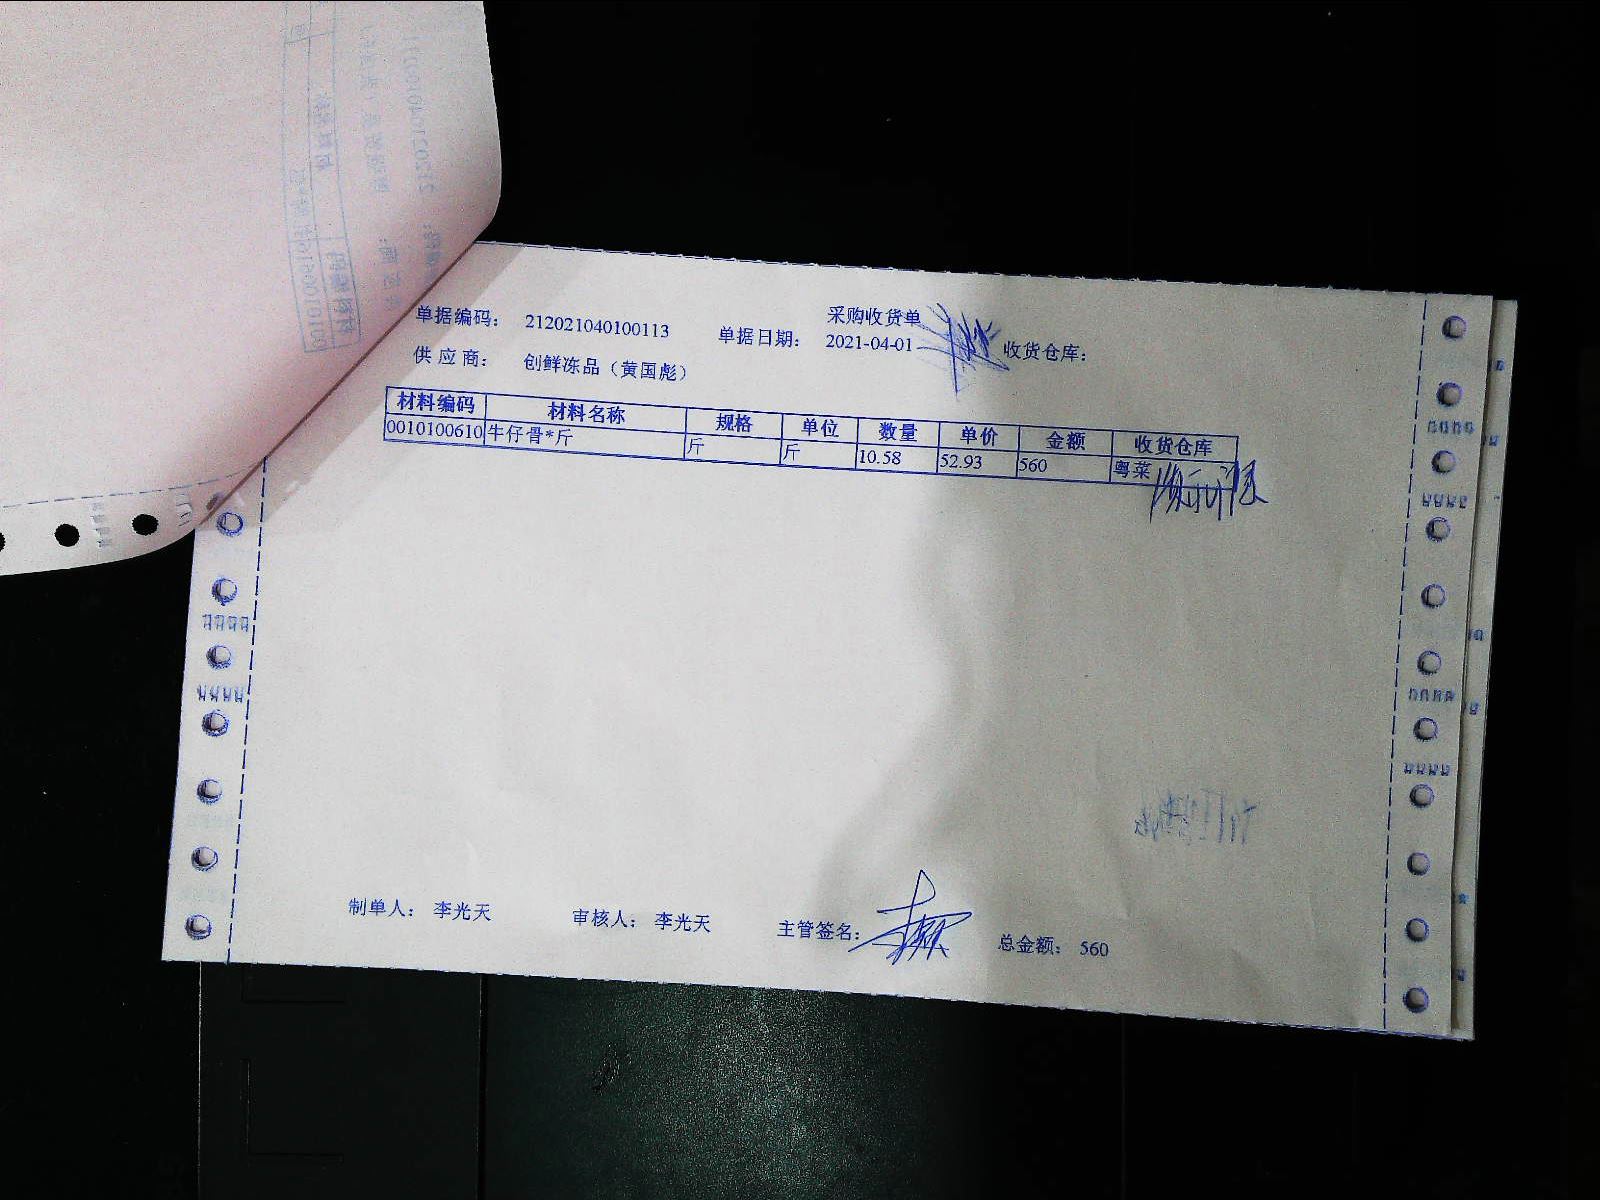 采购收货单
单据编码： 212021040100113 单据日期： 2021-04-01 收货仓库：
供 应 商： 创鲜冻品（黄国彪）
材料编码 材料名称 规格 单位 数量 单价 金额 收货仓库
0010100610 牛仔骨*斤 斤 斤 10.58 52.93 560 粤菜
制单人： 李光天 审核人： 李光天 主管签名： 总金额： 560